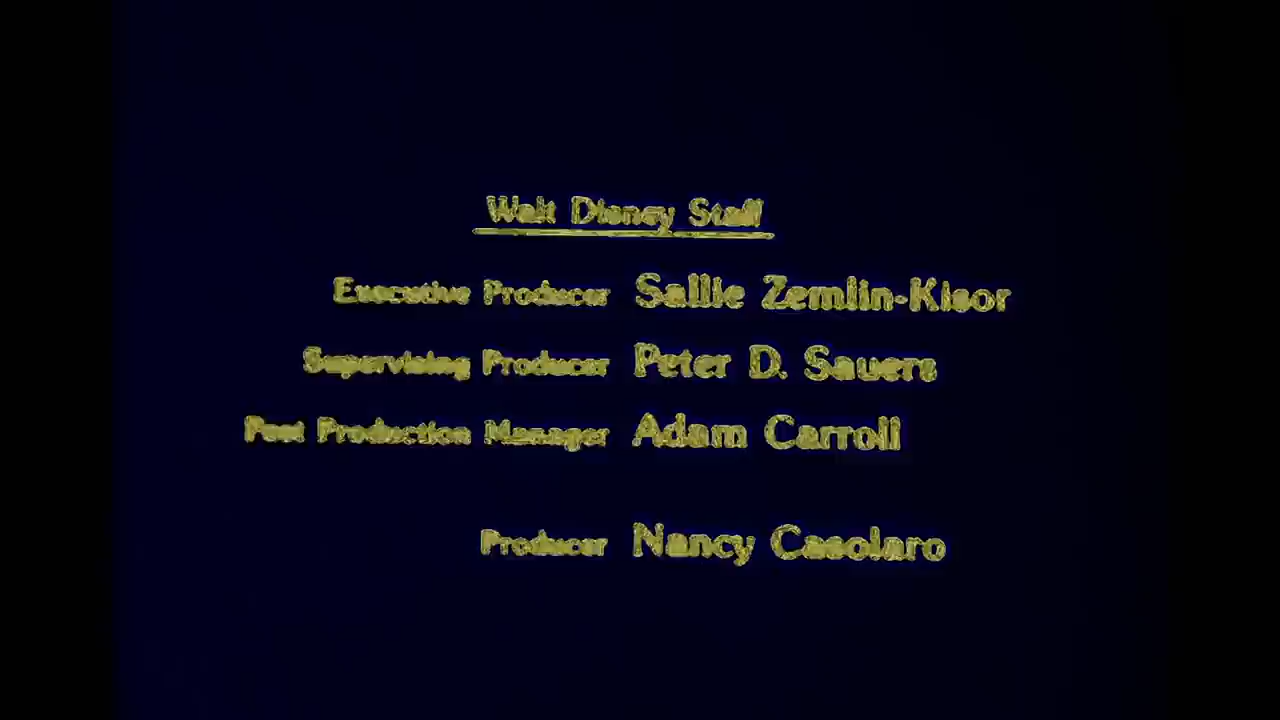 Walt Disney Staff
Executive Producer Sallie Zemlin-Kisor
Supervising Producer Peter D. Sauers
Post Production Manager Adam Carroll
Producer Nancy Casolaro